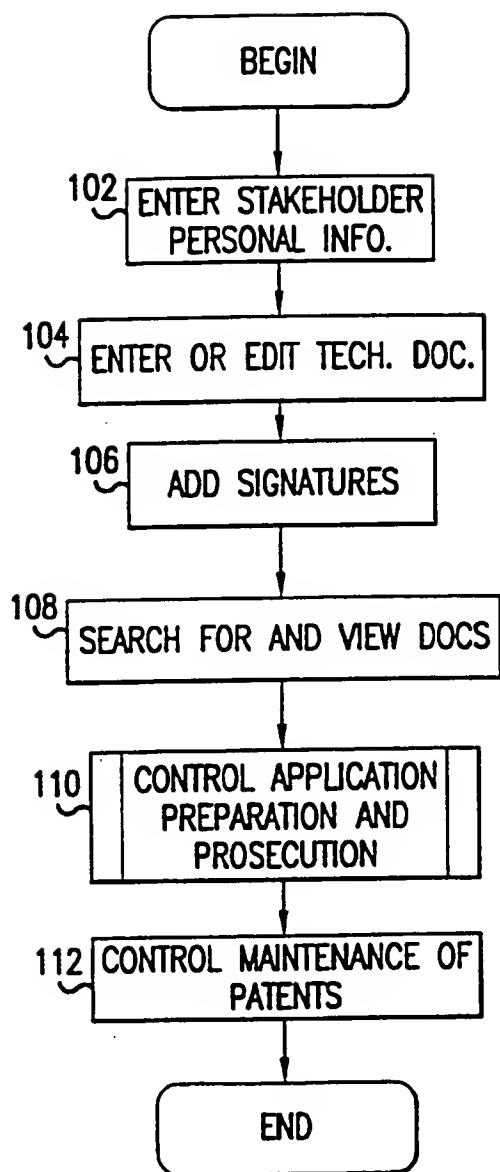 BEGIN
102
ENTER STAKEHOLDER
PERSONAL INFO.
104
ENTER OR EDIT TECH. DOC.
106
ADD SIGNATURES
108
SEARCH FOR AND VIEW DOCS
110
CONTROL APPLICATION
PREPARATION AND
PROSECUTION
112
CONTROL MAINTENANCE OF
PATENTS
END